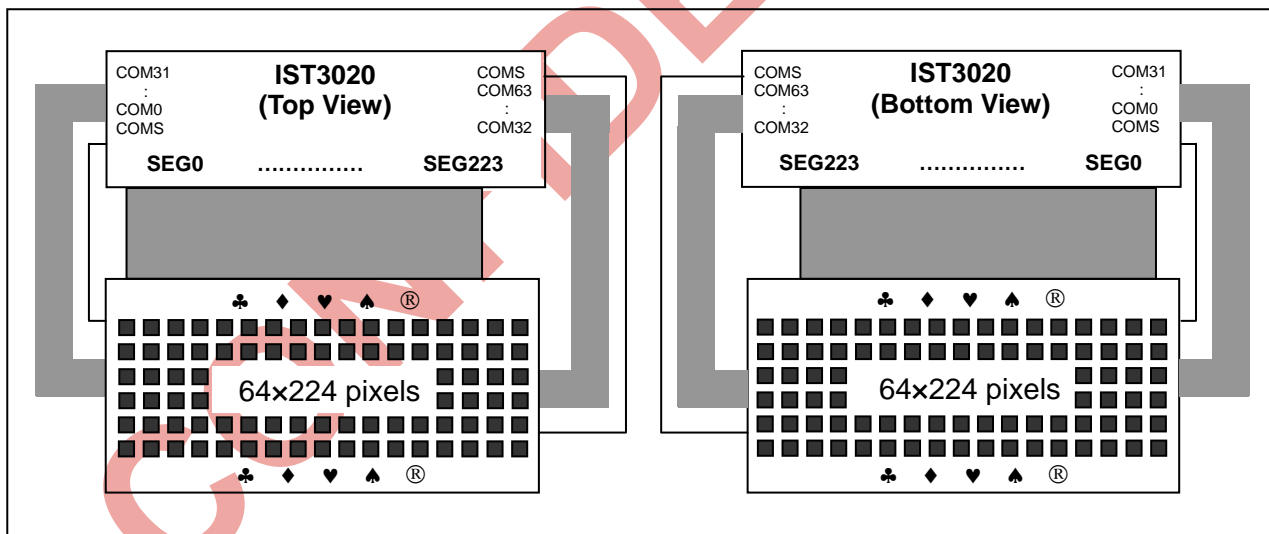 COM31
:
COM0
COMS
IST3020
(Top View)
COMS
COM63
:
COM32
SEG0 ............... SEG223
♣ ♦ ♥ ♠ ®
64×224 pixels
♣ ♦ ♥ ♠ ®
COMS
COM63
:
COM32
IST3020
(Bottom View)
COM31
:
COM0
COMS
SEG223 ............... SEG0
♣ ♦ ♥ ♠ ®
64×224 pixels
♣ ♦ ♥ ♠ ®